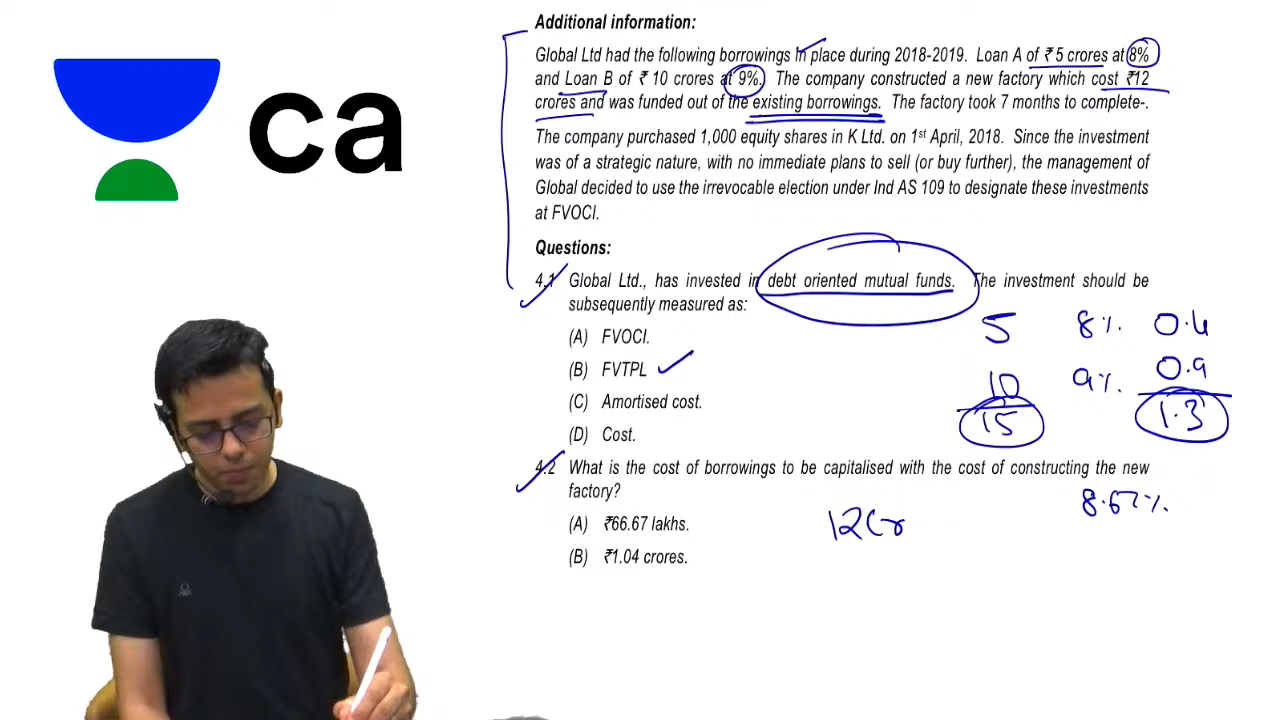 ca
Additional information:
Global Ltd had the following borrowings in place during 2018-2019. Loan A of ₹ 5 crores at 8%
and Loan B of ₹ 10 crores at 9%. The company constructed a new factory which cost ₹12
crores and was funded out of the existing borrowings. The factory took 7 months to complete-.
The company purchased 1,000 equity shares in K Ltd. on 1st April, 2018. Since the investment
was of a strategic nature, with no immediate plans to sell (or buy further), the management of
Global decided to use the irrevocable election under Ind AS 109 to designate these investments
at FVOCI.
Questions:
4.1 Global Ltd., has invested in debt oriented mutual funds. The investment should be
subsequently measured as:
(A) FVOCI.
(B) FVTPL
(C) Amortised cost.
(D) Cost.
5 8% 0.4
10 9% 0.9
15 1.3
4.2 What is the cost of borrowings to be capitalised with the cost of constructing the new
factory?
8.67%
(A) ₹66.67 lakhs.
12Cr
(B) ₹1.04 crores.